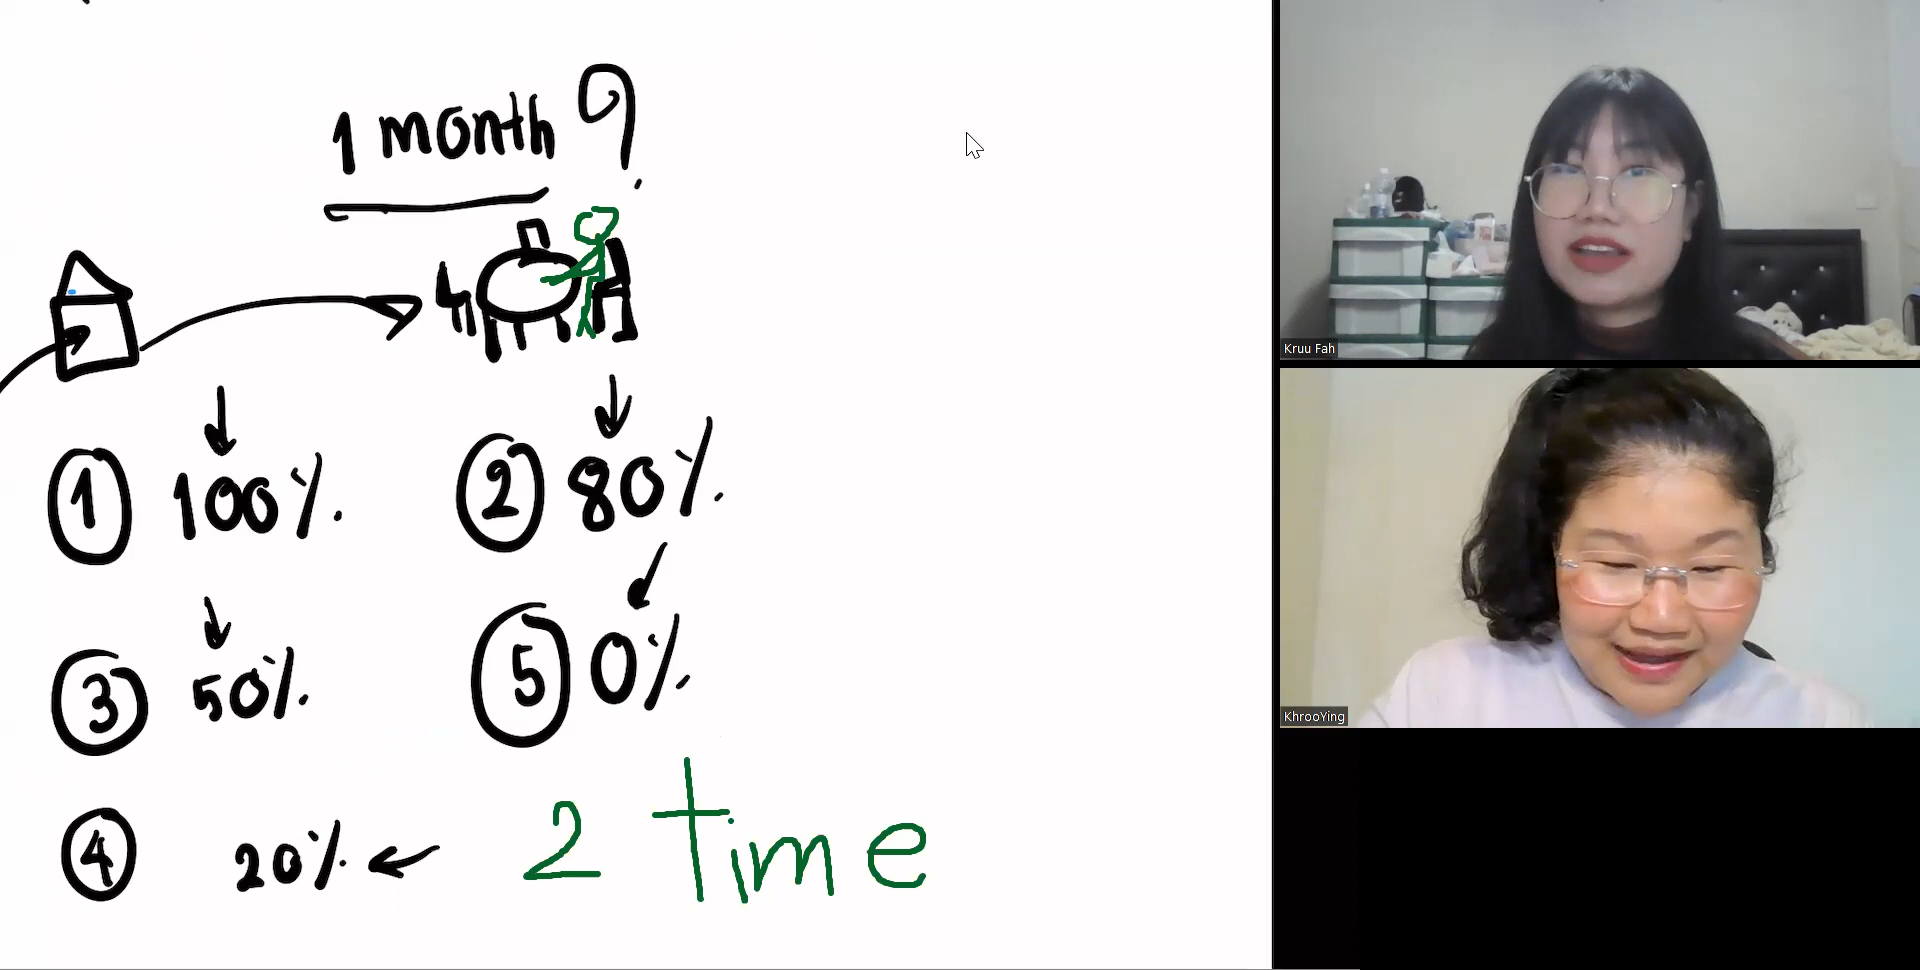 1 month ?
① 100%
② 80%
③ 50%
⑤ 0%
④ 20%
2 time
Kruu Fah
KhrooYing